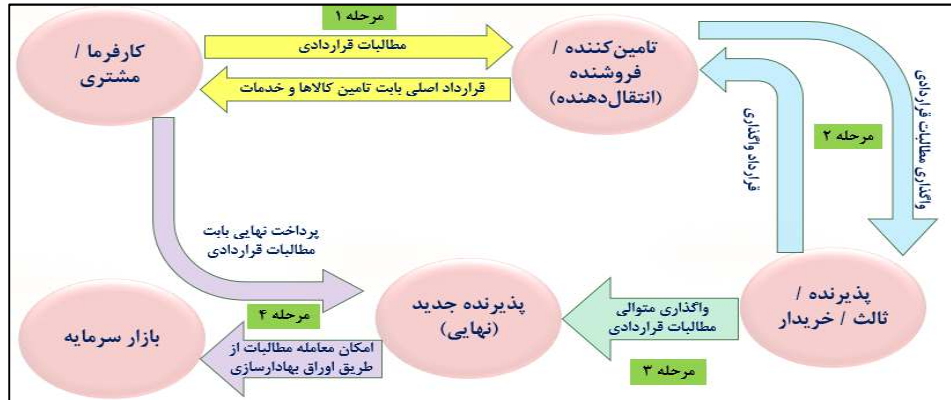 مرحله ۱
کارفرما /
مشتری
مطالبات قراردادی
قرارداد اصلی بابت تامین کالاها و خدمات
تامین‌کننده /
فروشنده
(انتقال‌دهنده)
واگذاری مطالبات قراردادی
مرحله ۲
قرارداد واگذاری
پذیرنده /
ثالث / خریدار
واگذاری متوالی
مطالبات قراردادی
مرحله ۳
پرداخت نهایی بابت
مطالبات قراردادی
پذیرنده جدید
(نهایی)
مرحله ۴
امکان معامله مطالبات از
طریق اوراق بهادارسازی
بازار سرمایه